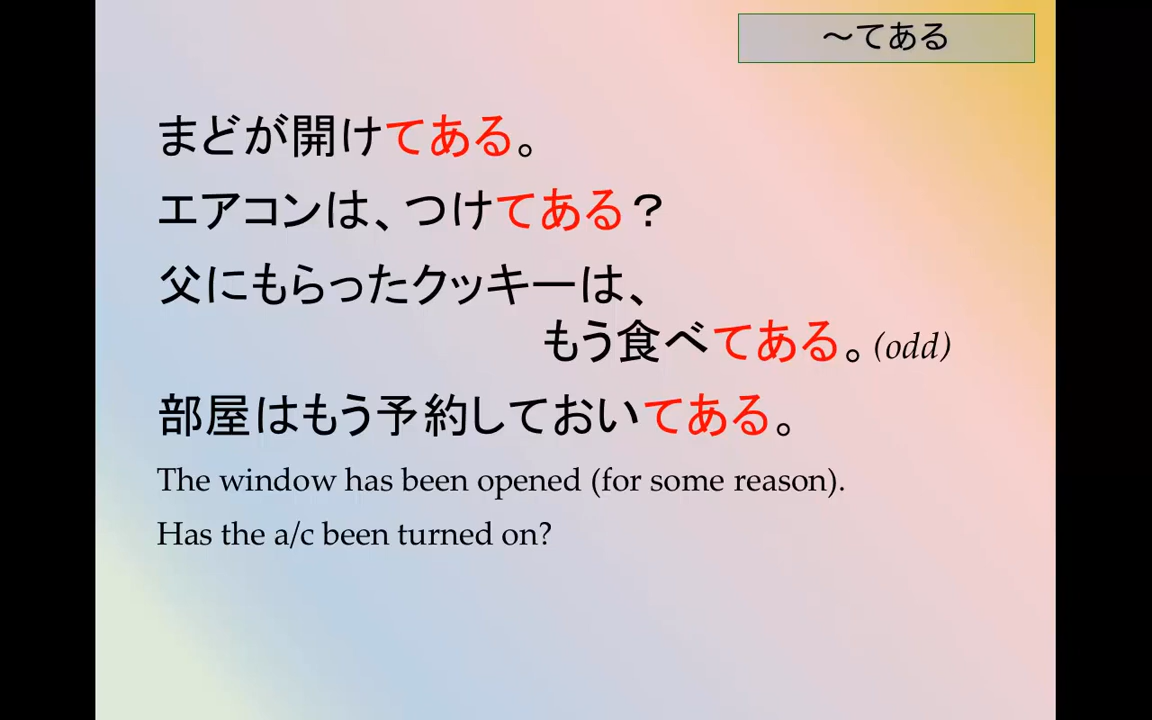 ～てある
まどが開けてある。
エアコンは、つけてある？
父にもらったクッキーは、
もう食べてある。(odd)
部屋はもう予約しておいてある。
The window has been opened (for some reason).
Has the a/c been turned on?